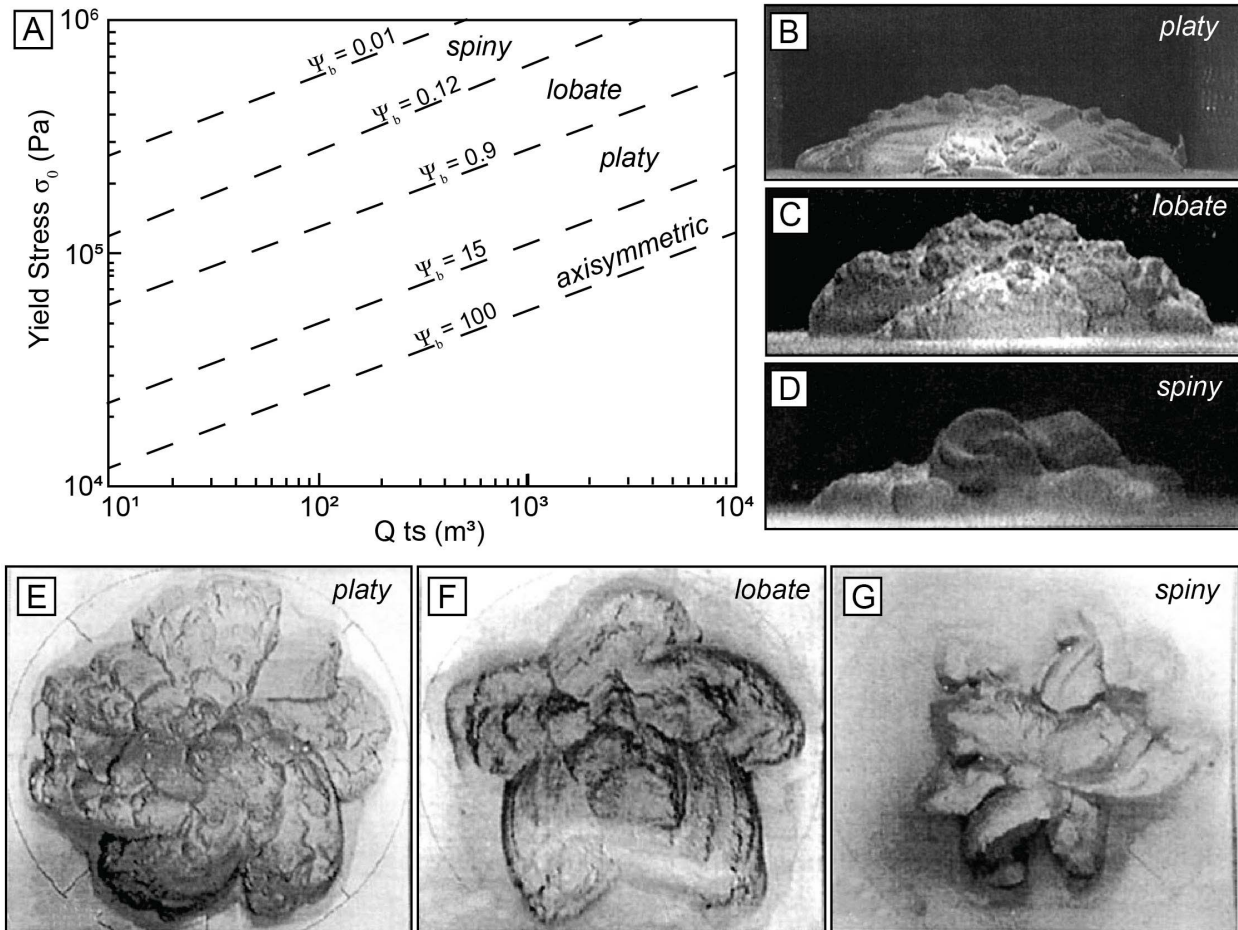 A
10⁶
10⁵
10⁴
Yield Stress σ₀ (Pa)
Ψb = 0.01
spiny
Ψb = 0.12
lobate
Ψb = 0.9
platy
Ψb = 15
axisymmetric
Ψb = 100
10¹
10²
10³
10⁴
Q ts (m³)
B
platy
C
lobate
D
spiny
E
platy
F
lobate
G
spiny